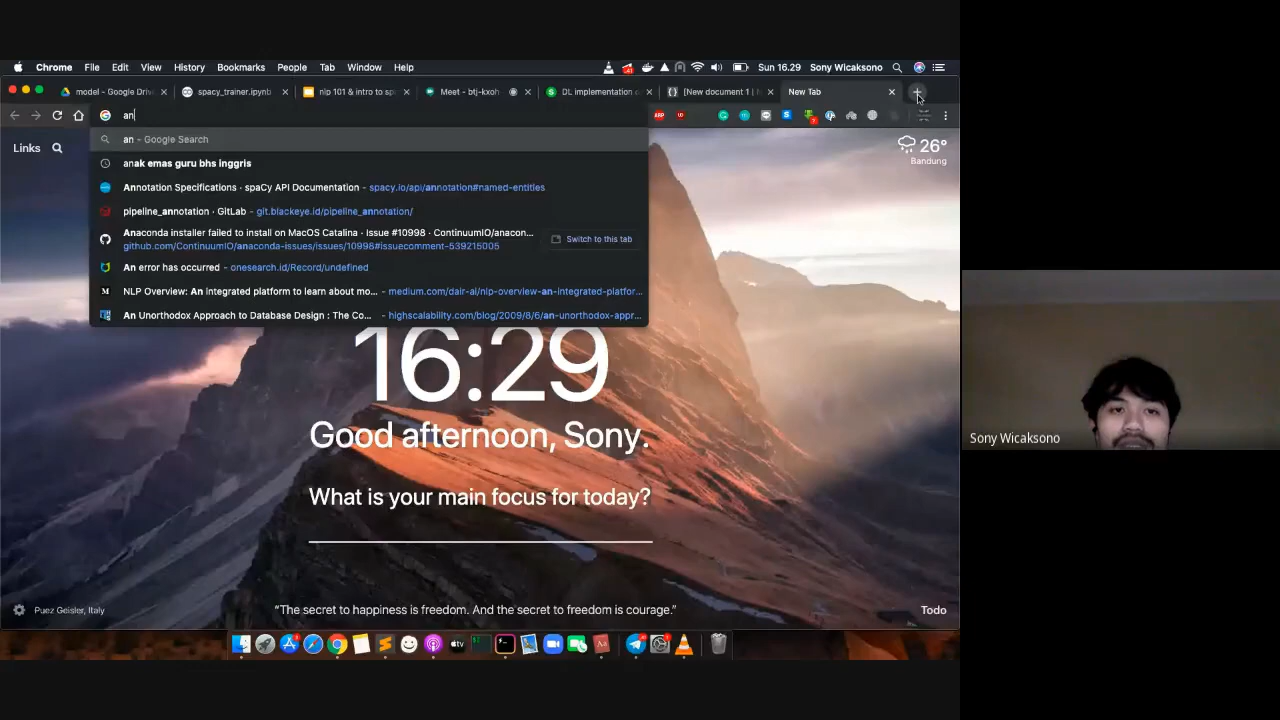 Chrome File Edit View History Bookmarks People Tab Window Help Sun 16.29 Sony Wicaksono
model - Google Driv spacy_trainer.ipynb nlp 101 & intro to sp Meet - btj-kxoh DL implementation [New document 1 | New Tab
an
Links
an - Google Search
26°
Bandung
anak emas guru bhs inggris
Annotation Specifications · spaCy API Documentation - spacy.io/api/annotation#named-entities
pipeline_annotation · GitLab - git.blackeye.id/pipeline_annotation/
Anaconda installer failed to install on MacOS Catalina · Issue #10998 · ContinuumIO/anacon...
github.com/ContinuumIO/anaconda-issues/issues/10998#issuecomment-539215005
Switch to this tab
An error has occurred - onesearch.id/Record/undefined
NLP Overview: An integrated platform to learn about mo... - medium.com/dair-ai/nlp-overview-an-integrated-platfor...
An Unorthodox Approach to Database Design : The Co... - highscalability.com/blog/2009/8/6/an-unorthodox-appr...
16:29
Good afternoon, Sony.
What is your main focus for today?
Sony Wicaksono
Puez Geisler, Italy
“The secret to happiness is freedom. And the secret to freedom is courage.”
Todo